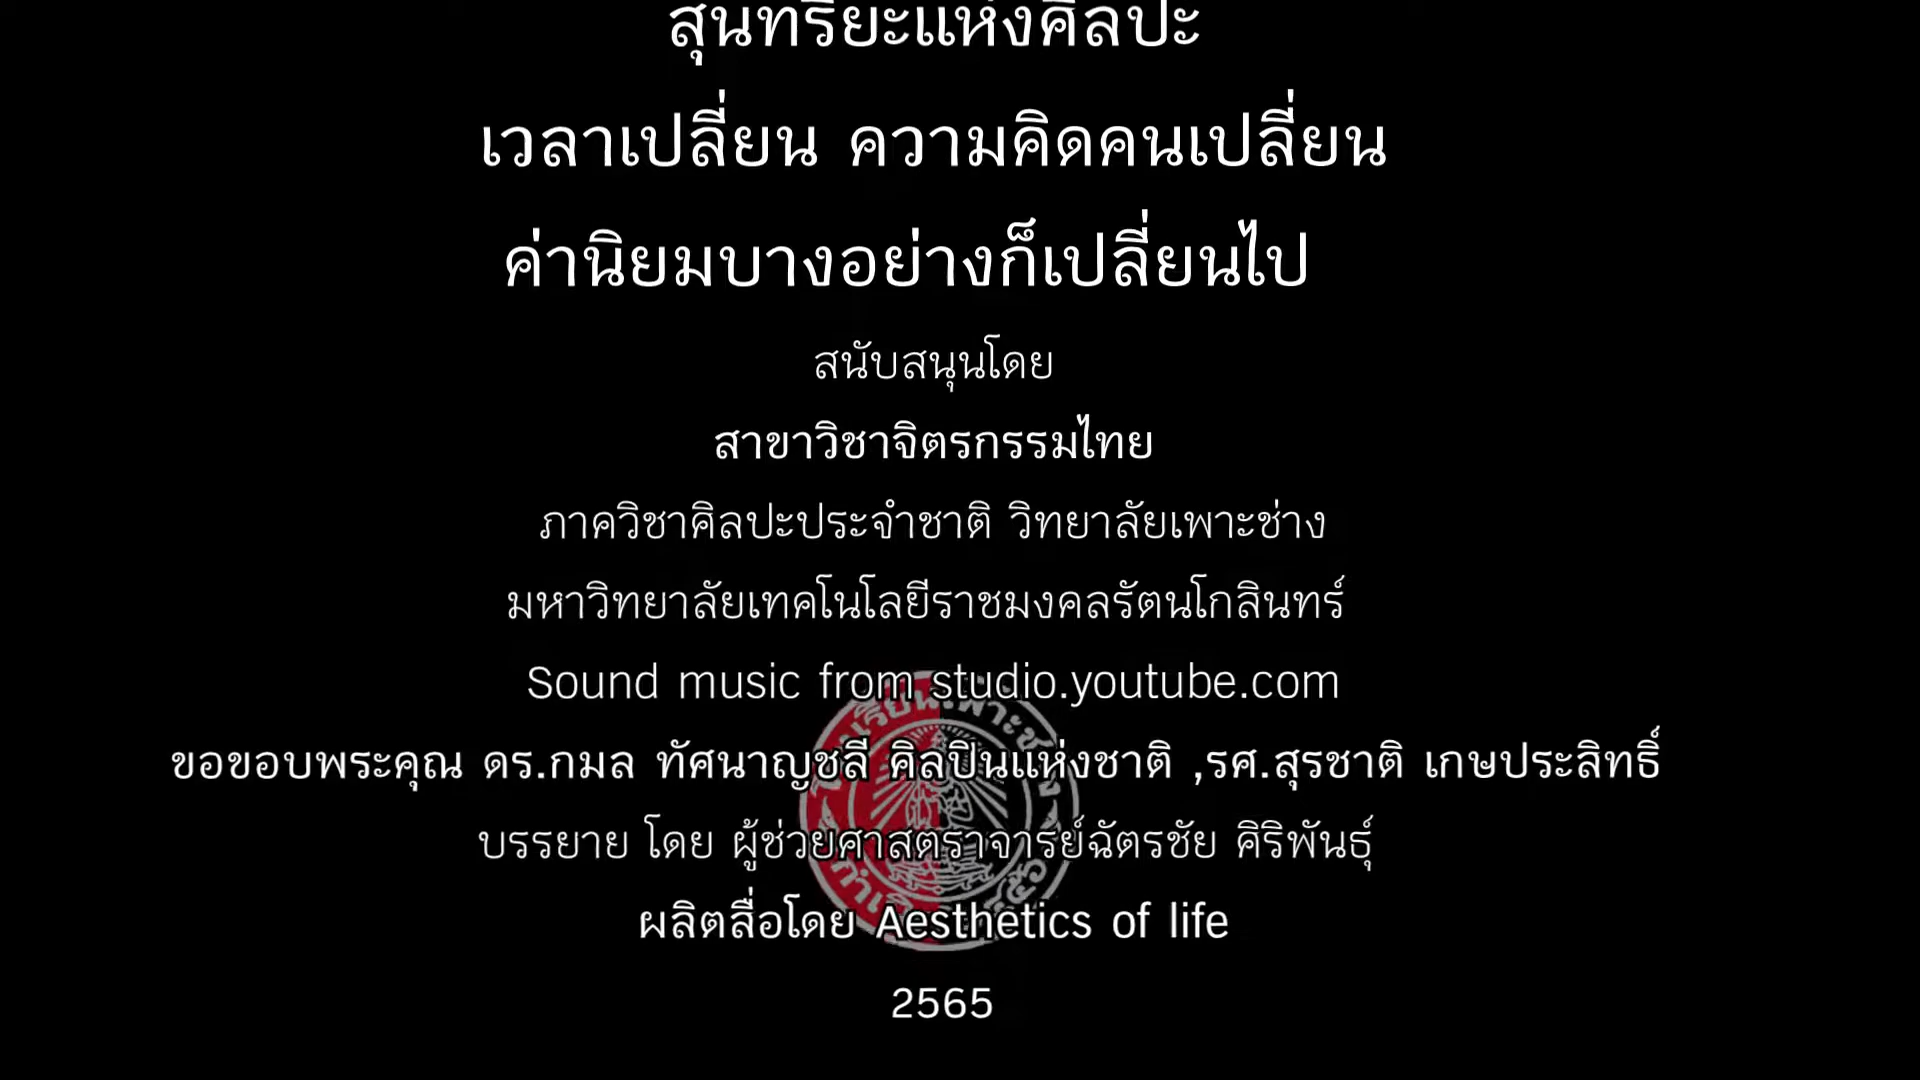 สุนทรียะแห่งศิลปะ
เวลาเปลี่ยน ความคิดคนเปลี่ยน
ค่านิยมบางอย่างก็เปลี่ยนไป
สนับสนุนโดย
สาขาวิชาจิตรกรรมไทย
ภาควิชาศิลปะประจำชาติ วิทยาลัยเพาะช่าง
มหาวิทยาลัยเทคโนโลยีราชมงคลรัตนโกสินทร์
Sound music from studio.youtube.com
ขอขอบพระคุณ ดร.กมล ทัศนาญชลี ศิลปินแห่งชาติ ,รศ.สุรชาติ เกษประสิทธิ์
บรรยาย โดย ผู้ช่วยศาสตราจารย์ฉัตรชัย ศิริพันธุ์
ผลิตสื่อโดย Aesthetics of life
2565